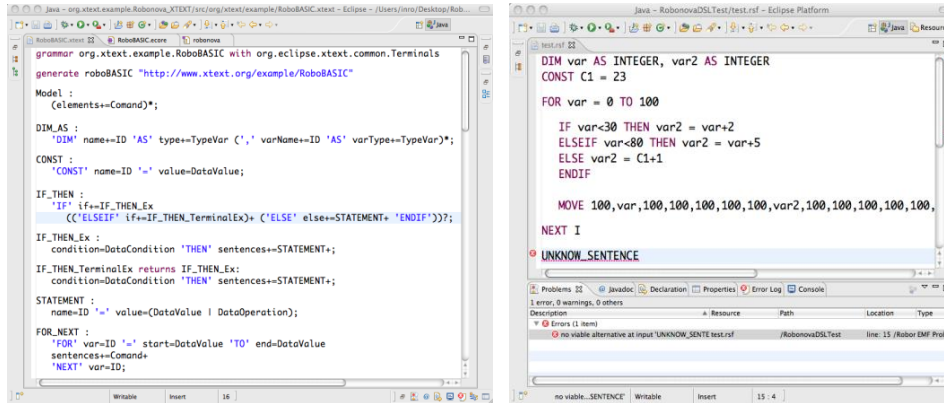 Java - org.xtext.example.Robonova_XTEXT/src/org/xtext/example/RoboBASIC.xtext - Eclipse - /Users/inro/Desktop/Rob...
Java
RoboBASIC.xtext
RoboBASIC.ecore
robonova
grammar org.xtext.example.RoboBASIC with org.eclipse.xtext.common.Terminals
generate roboBASIC "http://www.xtext.org/example/RoboBASIC"
Model :
(elements+=Comand)*;
DIM_AS :
'DIM' name+=ID 'AS' type+=TypeVar (',' varName+=ID 'AS' varType+=TypeVar)*;
CONST :
'CONST' name=ID '=' value=DataValue;
IF_THEN :
'IF' if+=IF_THEN_Ex
(('ELSEIF' if+=IF_THEN_TerminalEx)+ ('ELSE' else+=STATEMENT+ 'ENDIF'))?;
IF_THEN_Ex :
condition=DataCondition 'THEN' sentences+=STATEMENT+;
IF_THEN_TerminalEx returns IF_THEN_Ex:
condition=DataCondition 'THEN' sentences+=STATEMENT+;
STATEMENT :
name=ID '=' value=(DataValue | DataOperation);
FOR_NEXT :
'FOR' var=ID '=' start=DataValue 'TO' end=DataValue
sentences+=Comand+
'NEXT' var=ID;
Writable
Insert
16
Java - RobonovaDSLTest/test.rsf - Eclipse Platform
Java
Resourc
test.rsf
DIM var AS INTEGER, var2 AS INTEGER
CONST C1 = 23
FOR var = 0 TO 100
IF var<30 THEN var2 = var+2
ELSEIF var<80 THEN var2 = var+5
ELSE var2 = C1+1
ENDIF
MOVE 100,var,100,100,100,100,100,var2,100,100,100,100,100,
NEXT I
UNKNOW_SENTENCE
Problems
Javadoc
Declaration
Properties
Error Log
Console
1 error, 0 warnings, 0 others
Description
Resource
Path
Location
Type
Errors (1 item)
no viable alternative at input 'UNKNOW_SENTE test.rsf
/RobonovaDSLTest
line: 15 /Robor EMF Prol
no viable...SENTENCE'
Writable
Insert
15 : 4